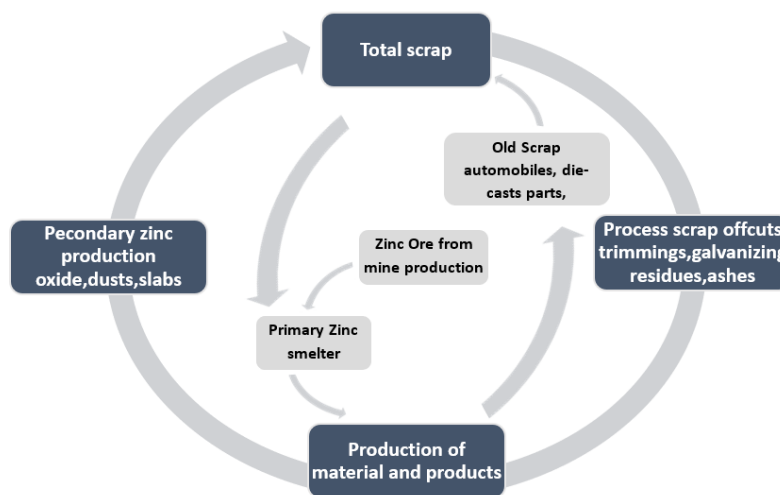 Total scrap
Old Scrap
automobiles, die-
casts parts,
Pecondary zinc
production
oxide,dusts,slabs
Zinc Ore from
mine production
Process scrap offcuts
trimmings,galvanizing
residues,ashes
Primary Zinc
smelter
Production of
material and products